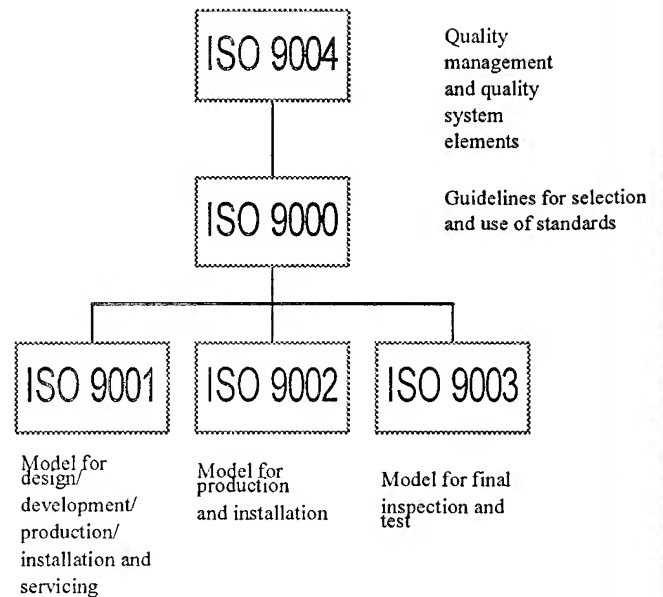 ISO 9004
Quality
management
and quality
system
elements
ISO 9000
Guidelines for selection
and use of standards
ISO 9001
ISO 9002
ISO 9003
Model for
design/
development/
production/
installation and
servicing
Model for
production
and installation
Model for final
inspection and
test